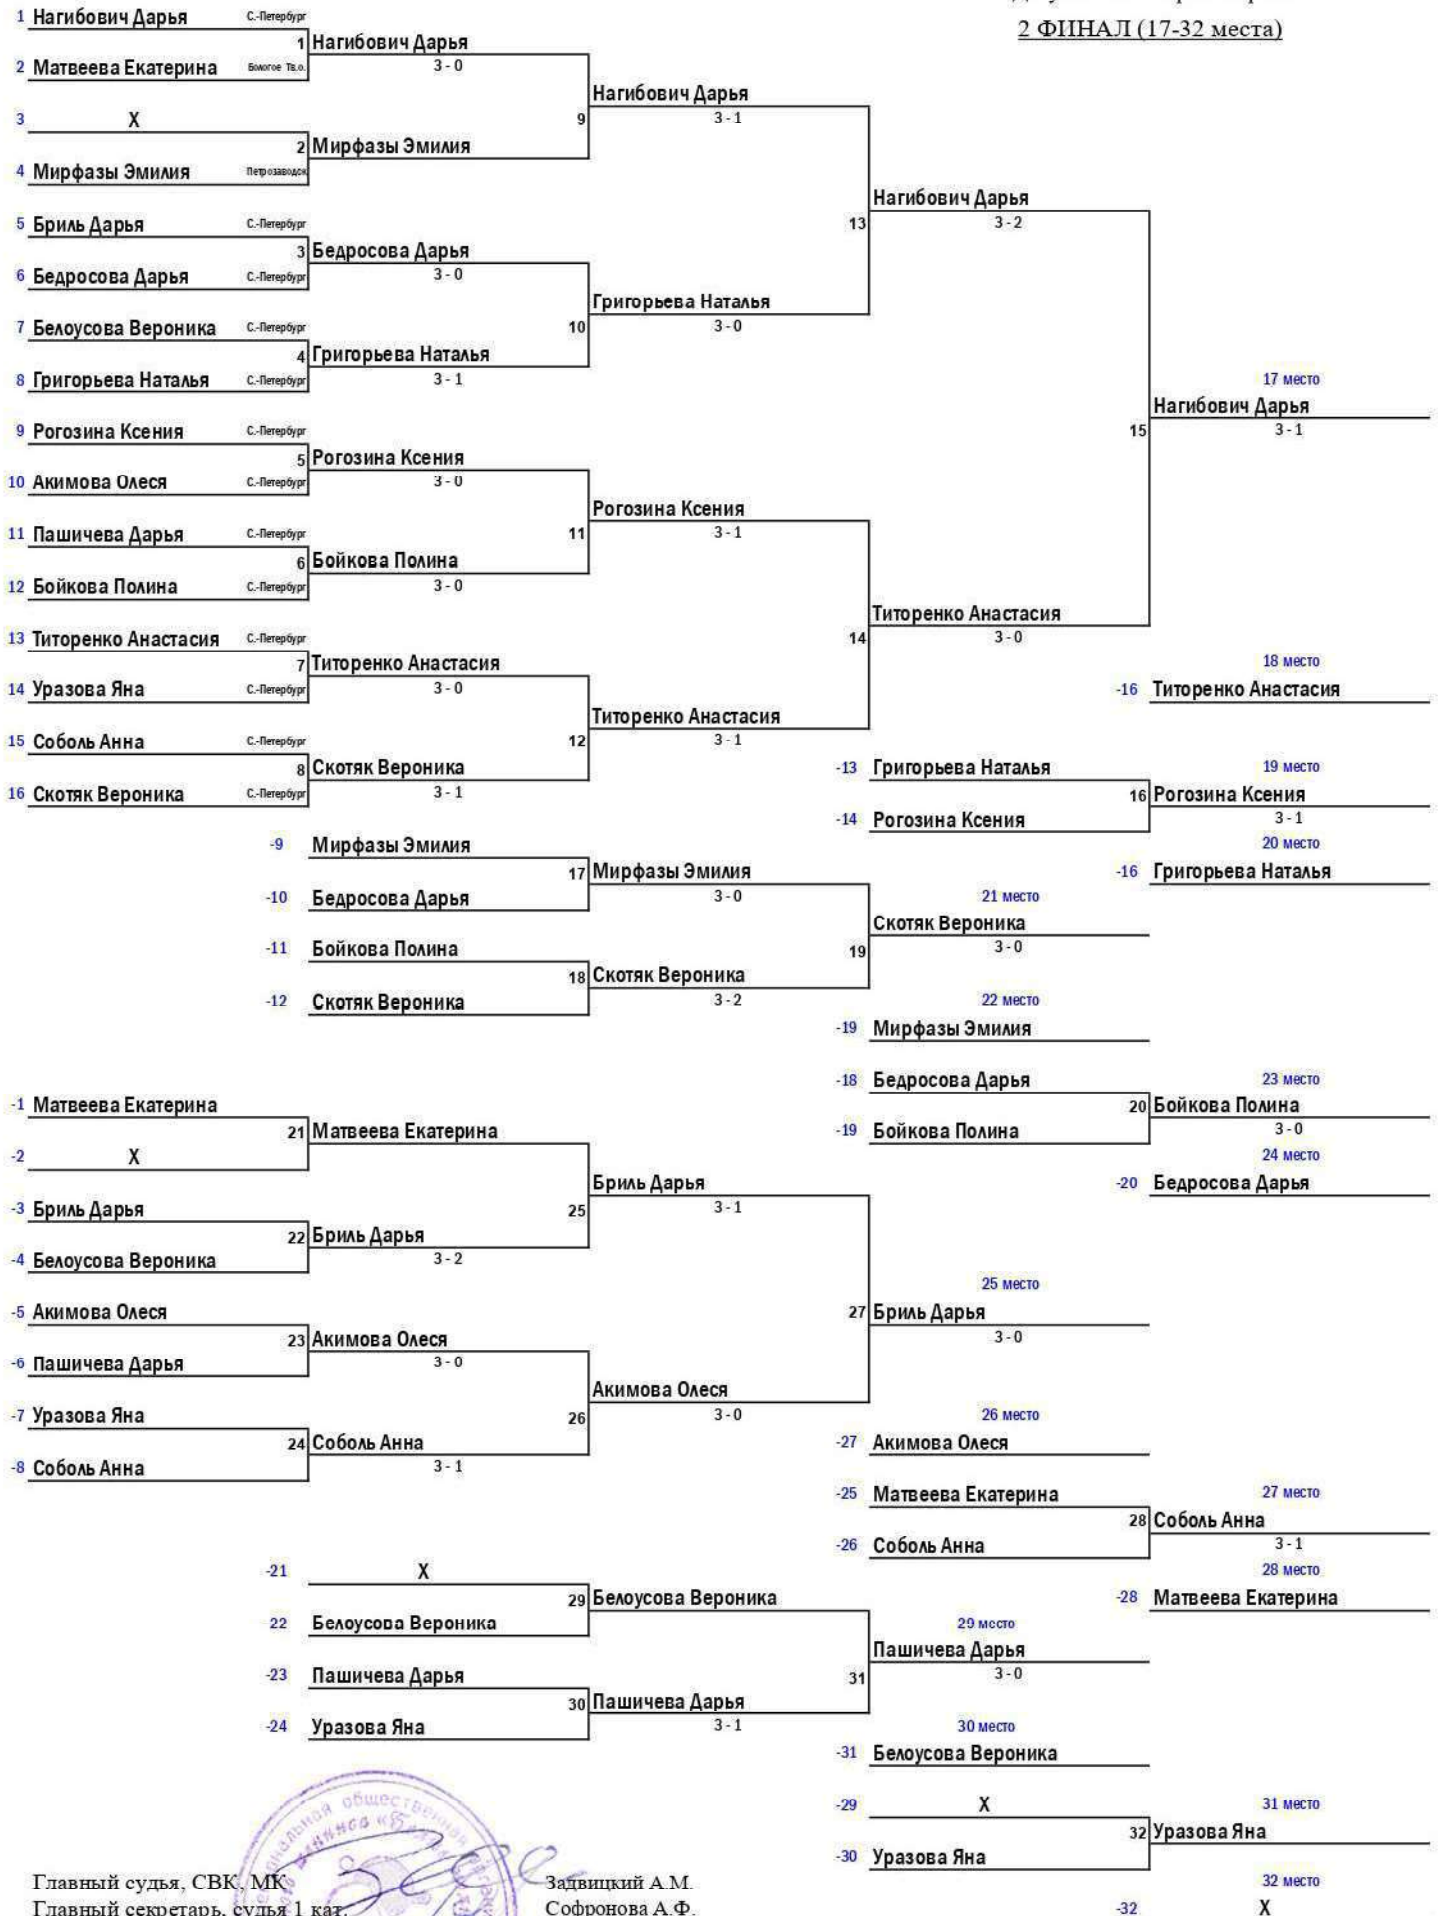 2 ФИНАЛ (17-32 места)
1 Нагибович Дарья С.-Петербург
1 Нагибович Дарья
3 - 0
2 Матвеева Екатерина Бологое Тв.о.
Нагибович Дарья
3 - 1
3 X
9
2 Мирфазы Эмилия
4 Мирфазы Эмилия Петрозаводск
Нагибович Дарья
3 - 2
13
5 Бриль Дарья С.-Петербург
3 Бедросова Дарья
3 - 0
6 Бедросова Дарья С.-Петербург
Григорьева Наталья
3 - 0
7 Белоусова Вероника С.-Петербург
10
4 Григорьева Наталья
3 - 1
8 Григорьева Наталья С.-Петербург
17 место
Нагибович Дарья
3 - 1
15
9 Рогозина Ксения С.-Петербург
5 Рогозина Ксения
3 - 0
10 Акимова Олеся С.-Петербург
Рогозина Ксения
3 - 1
11 Пашичева Дарья С.-Петербург
11
6 Бойкова Полина
3 - 0
12 Бойкова Полина С.-Петербург
Титоренко Анастасия
3 - 0
14
13 Титоренко Анастасия С.-Петербург
7 Титоренко Анастасия
3 - 0
14 Уразова Яна С.-Петербург
18 место
-16 Титоренко Анастасия
Титоренко Анастасия
3 - 1
15 Соболь Анна С.-Петербург
12
8 Скотяк Вероника
3 - 1
16 Скотяк Вероника С.-Петербург
-13 Григорьева Наталья
19 место
16 Рогозина Ксения
3 - 1
-14 Рогозина Ксения
20 место
-16 Григорьева Наталья
-9 Мирфазы Эмилия
17 Мирфазы Эмилия
3 - 0
-10 Бедросова Дарья
21 место
Скотяк Вероника
3 - 0
19
-11 Бойкова Полина
18 Скотяк Вероника
3 - 2
-12 Скотяк Вероника
22 место
-19 Мирфазы Эмилия
-18 Бедросова Дарья
23 место
20 Бойкова Полина
3 - 0
-19 Бойкова Полина
24 место
-20 Бедросова Дарья
-1 Матвеева Екатерина
21 Матвеева Екатерина
-2 X
Бриль Дарья
3 - 1
25
-3 Бриль Дарья
22 Бриль Дарья
3 - 2
-4 Белоусова Вероника
25 место
27 Бриль Дарья
3 - 0
-5 Акимова Олеся
23 Акимова Олеся
3 - 0
-6 Пашичева Дарья
Акимова Олеся
3 - 0
26
-7 Уразова Яна
24 Соболь Анна
3 - 1
-8 Соболь Анна
26 место
-27 Акимова Олеся
-25 Матвеева Екатерина
27 место
28 Соболь Анна
3 - 1
-26 Соболь Анна
28 место
-28 Матвеева Екатерина
-21 X
29 Белоусова Вероника
22 Белоусова Вероника
29 место
Пашичева Дарья
3 - 0
31
-23 Пашичева Дарья
30 Пашичева Дарья
3 - 1
-24 Уразова Яна
30 место
-31 Белоусова Вероника
-29 X
31 место
32 Уразова Яна
-30 Уразова Яна
32 место
-32 X
Главный судья, СВК, МК Задвицкий А.М.
Главный секретарь, судья 1 кат. Софронова А.Ф.